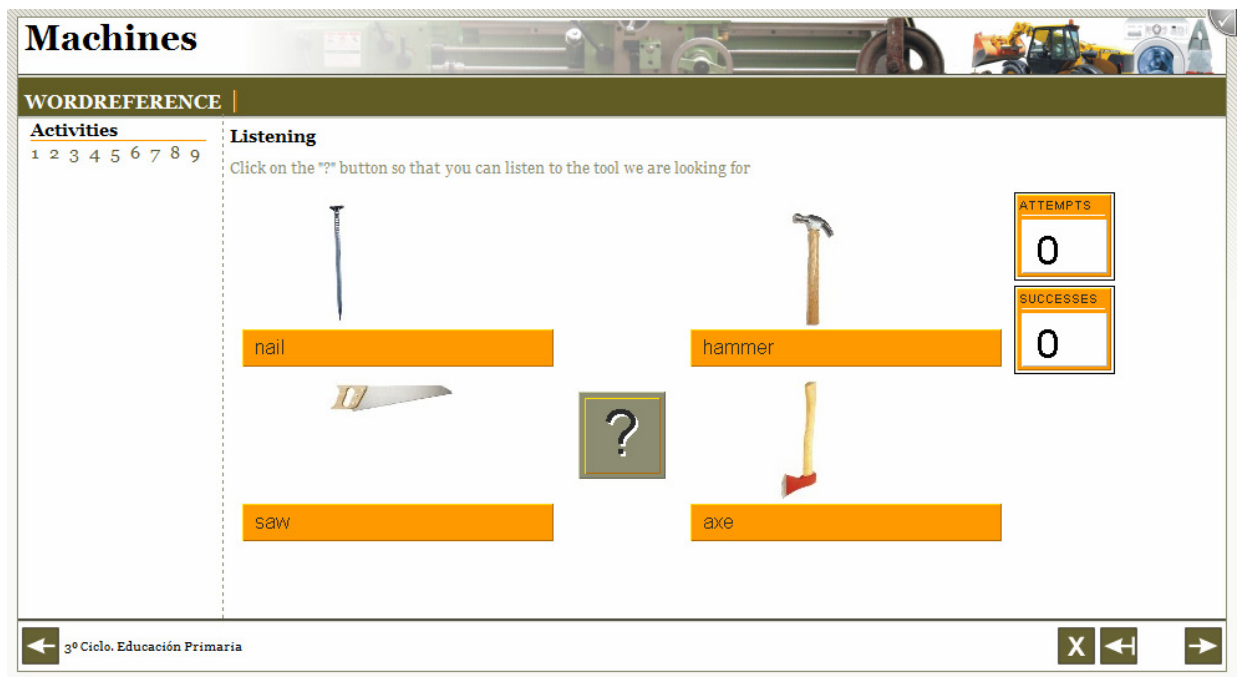 Machines
WORDREFERENCE
Activities
1 2 3 4 5 6 7 8 9
Listening
Click on the "?" button so that you can listen to the tool we are looking for
ATTEMPTS
0
SUCCESSES
0
nail
hammer
?
saw
axe
3º Ciclo. Educación Primaria
X